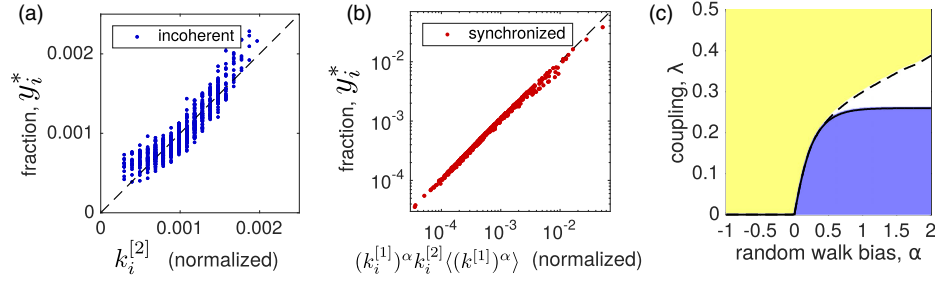 (a)
incoherent
0.002
0.001
0
fraction, y_i^*
0
0.001
0.002
k_i^{[2]} (normalized)
(b)
synchronized
10^{-2}
10^{-3}
10^{-4}
fraction, y_i^*
10^{-4}
10^{-3}
10^{-2}
(k_i^{[1]})^α k_i^{[2]} ⟨(k^{[1]})^α⟩ (normalized)
(c)
0.5
0.4
0.3
0.2
0.1
0
coupling, λ
-1
-0.5
0
0.5
1
1.5
2
random walk bias, α